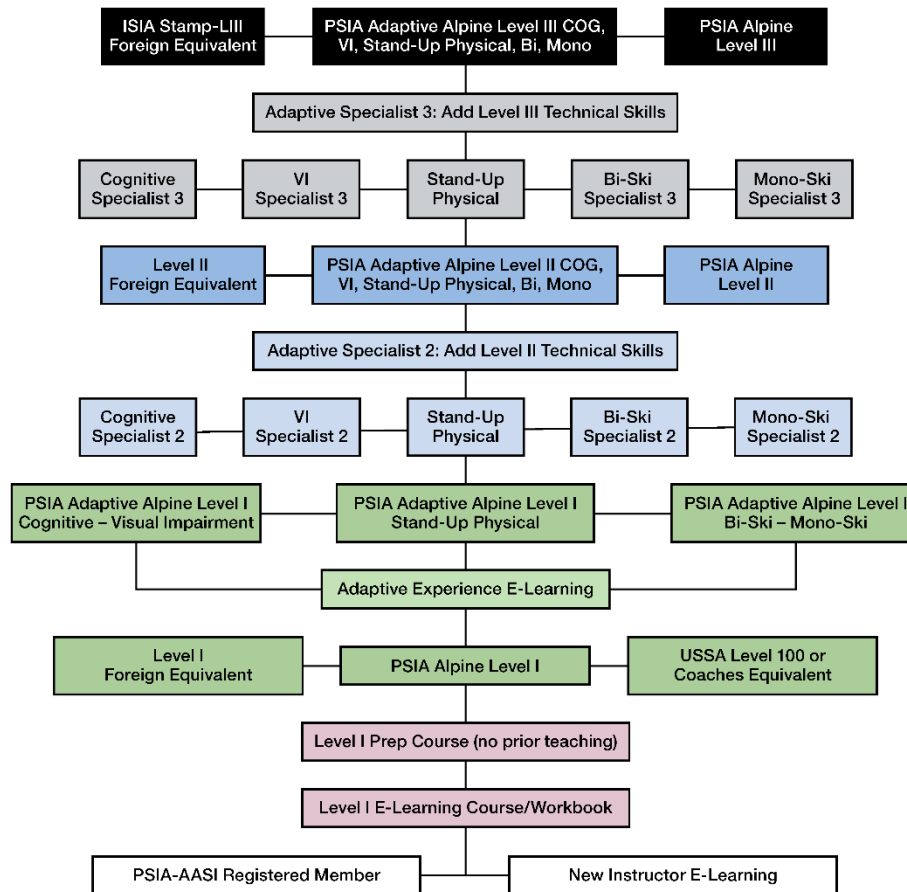 ISIA Stamp-LIII
Foreign Equivalent
PSIA Adaptive Alpine Level III COG,
VI, Stand-Up Physical, Bi, Mono
PSIA Alpine
Level III
Adaptive Specialist 3: Add Level III Technical Skills
Cognitive
Specialist 3
VI
Specialist 3
Stand-Up
Physical
Bi-Ski
Specialist 3
Mono-Ski
Specialist 3
Level II
Foreign Equivalent
PSIA Adaptive Alpine Level II COG,
VI, Stand-Up Physical, Bi, Mono
PSIA Alpine
Level II
Adaptive Specialist 2: Add Level II Technical Skills
Cognitive
Specialist 2
VI
Specialist 2
Stand-Up
Physical
Bi-Ski
Specialist 2
Mono-Ski
Specialist 2
PSIA Adaptive Alpine Level I
Cognitive – Visual Impairment
PSIA Adaptive Alpine Level I
Stand-Up Physical
PSIA Adaptive Alpine Level I
Bi-Ski – Mono-Ski
Adaptive Experience E-Learning
Level I
Foreign Equivalent
PSIA Alpine Level I
USSA Level 100 or
Coaches Equivalent
Level I Prep Course (no prior teaching)
Level I E-Learning Course/Workbook
PSIA-AASI Registered Member
New Instructor E-Learning